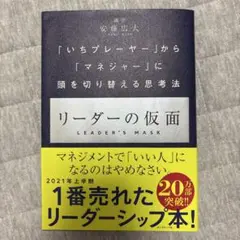 識学
安藤広大
「いちプレーヤー」から
「マネジャー」に
頭を切り替える思考法
リーダーの仮面
LEADER'S MASK
マネジメントで「いい人」に
なるのはやめなさい
2021年上半期
1番売れた
リーダーシップ本!
20万部
突破!!